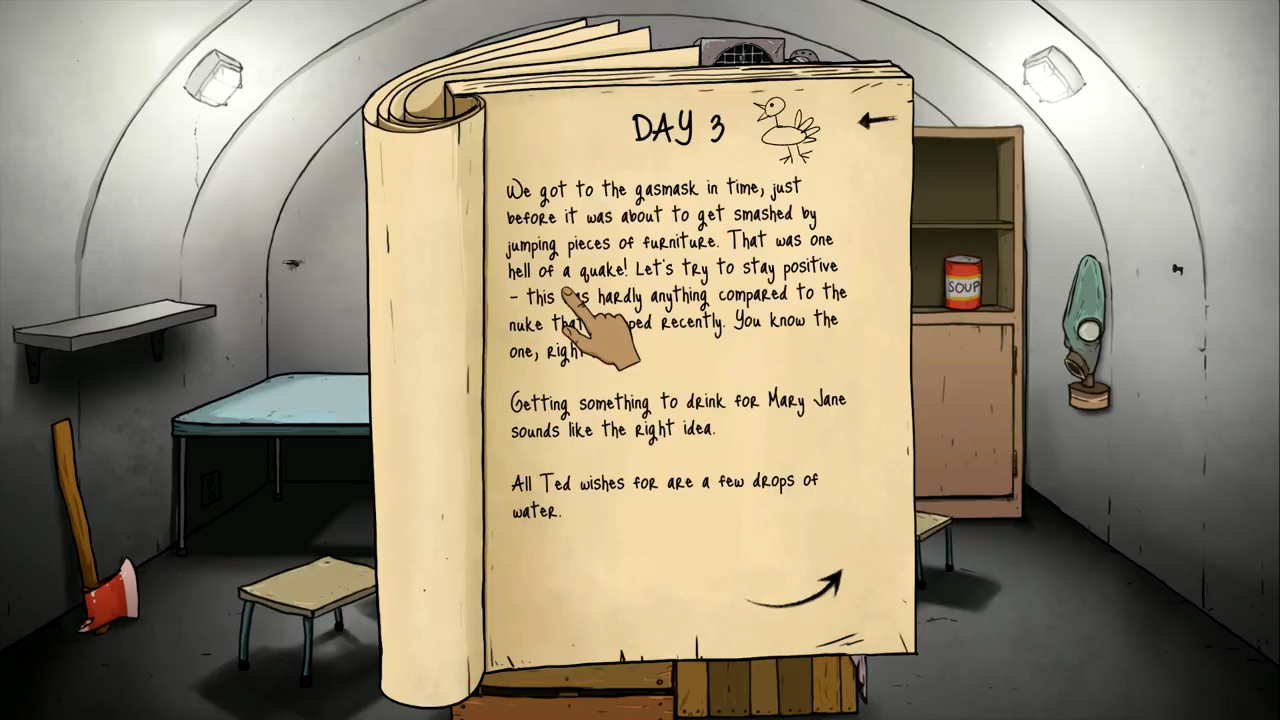 DAY 3
We got to the gasmask in time, just
before it was about to get smashed by
jumping pieces of furniture. That was one
hell of a quake! Let's try to stay positive
- this hardly anything compared to the
nuke recently. You know the
one,
Getting something to drink for Mary Jane
sounds like the right idea.
All Ted wishes for are a few drops of
water.
SOUP